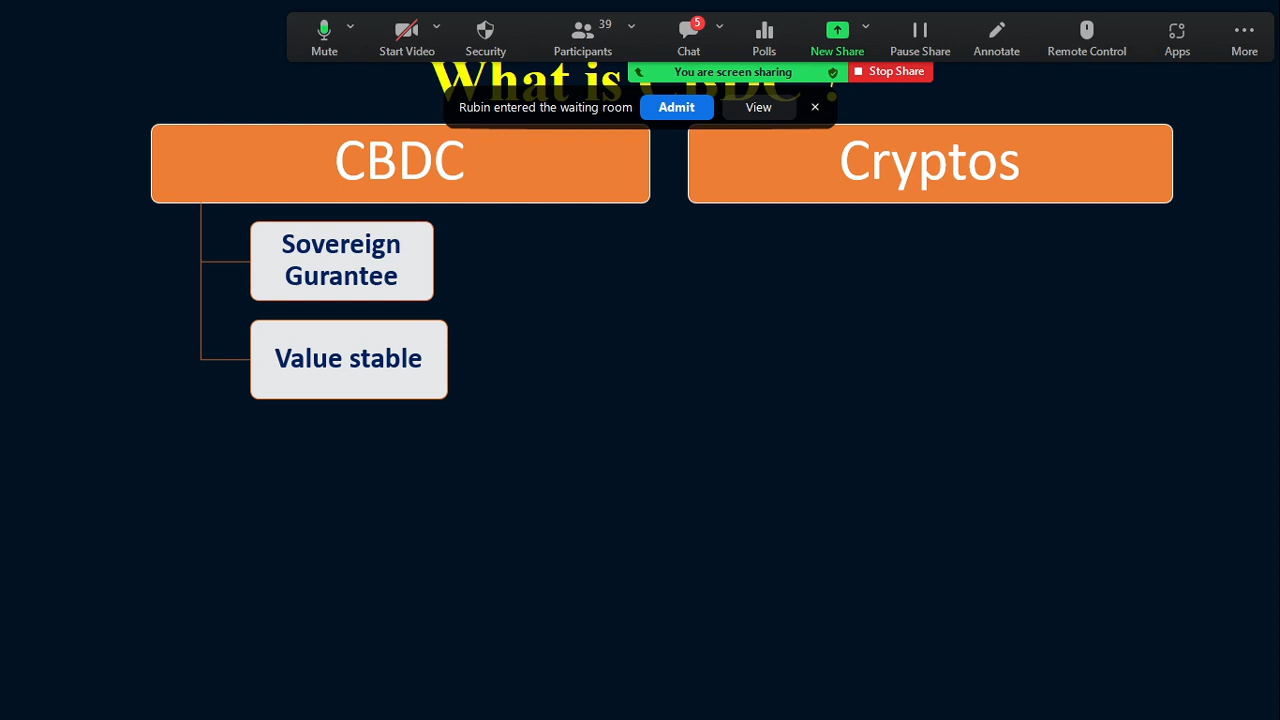 39
5
Mute
Start Video
Security
Participants
Chat
Polls
New Share
Pause Share
Annotate
Remote Control
Apps
More
You are screen sharing
Stop Share
What is CBDC ?
Rubin entered the waiting room
Admit
View
CBDC
Cryptos
Sovereign
Gurantee
Value stable